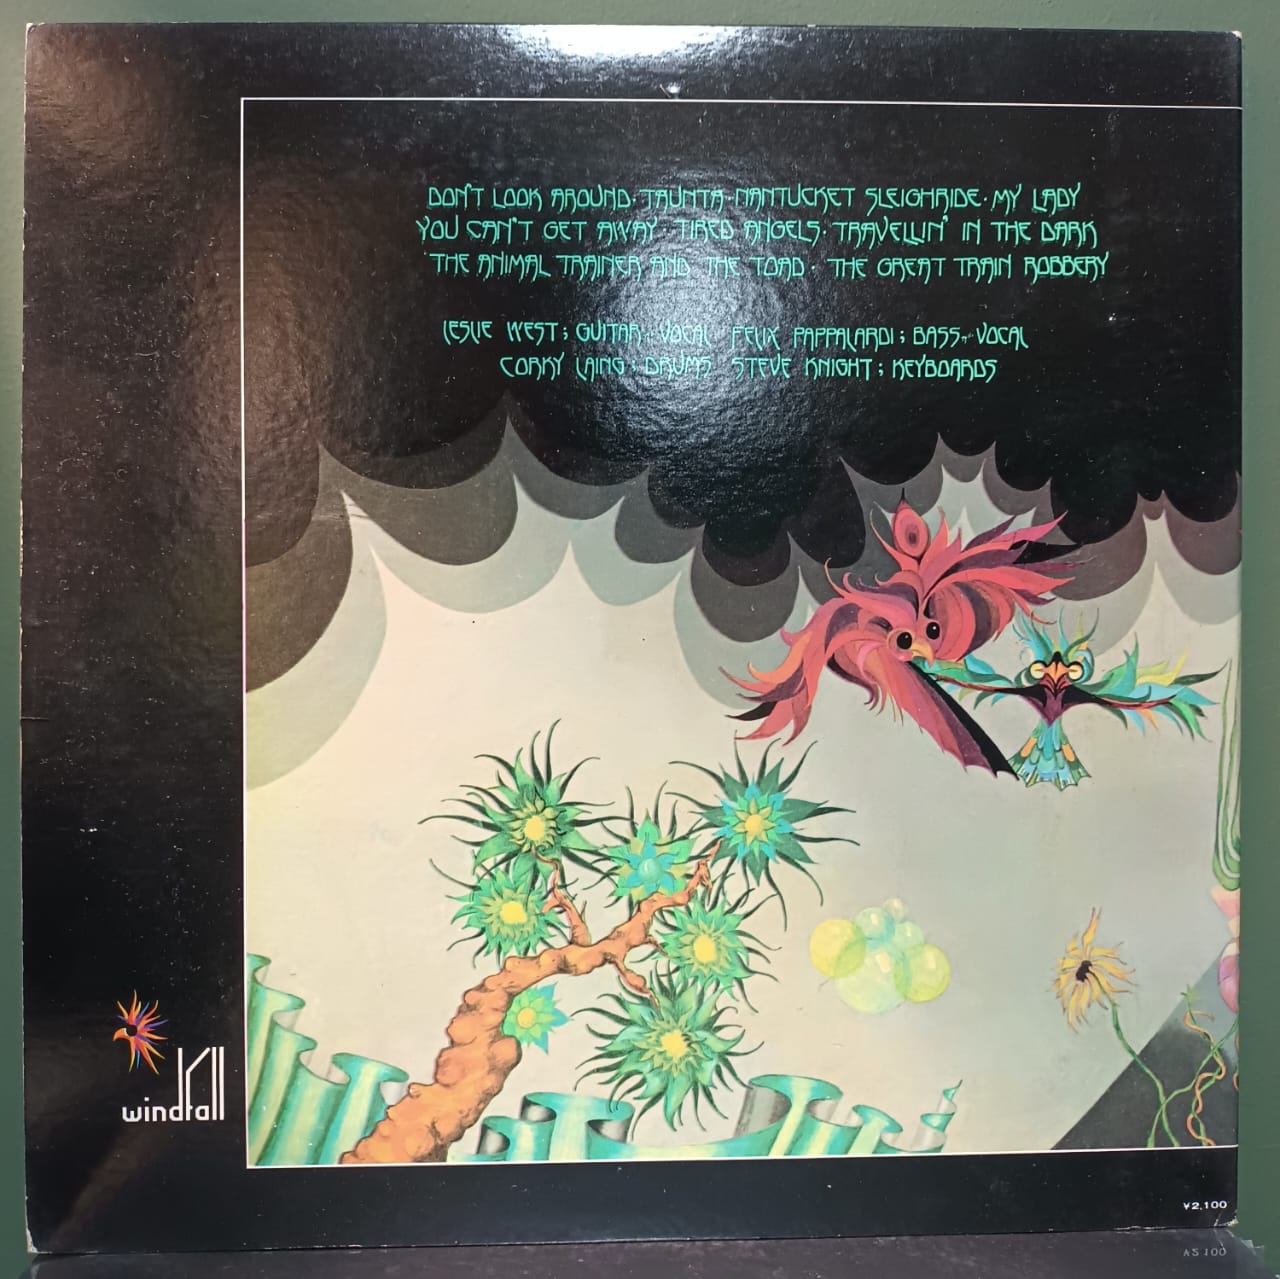 DON'T LOOK AROUND · TAUNTA · NANTUCKET SLEIGHRIDE · MY LADY
YOU CAN'T GET AWAY TIRED ANGELS · TRAVELLIN' IN THE DARK
THE ANIMAL TRAINER AND THE TOAD · THE GREAT TRAIN ROBBERY
LESLIE WEST; GUITAR · VOCAL FELIX PAPPALARDI; BASS · VOCAL
CORKY LAING; DRUMS STEVE KNIGHT; KEYBOARDS
windfall
¥2,100